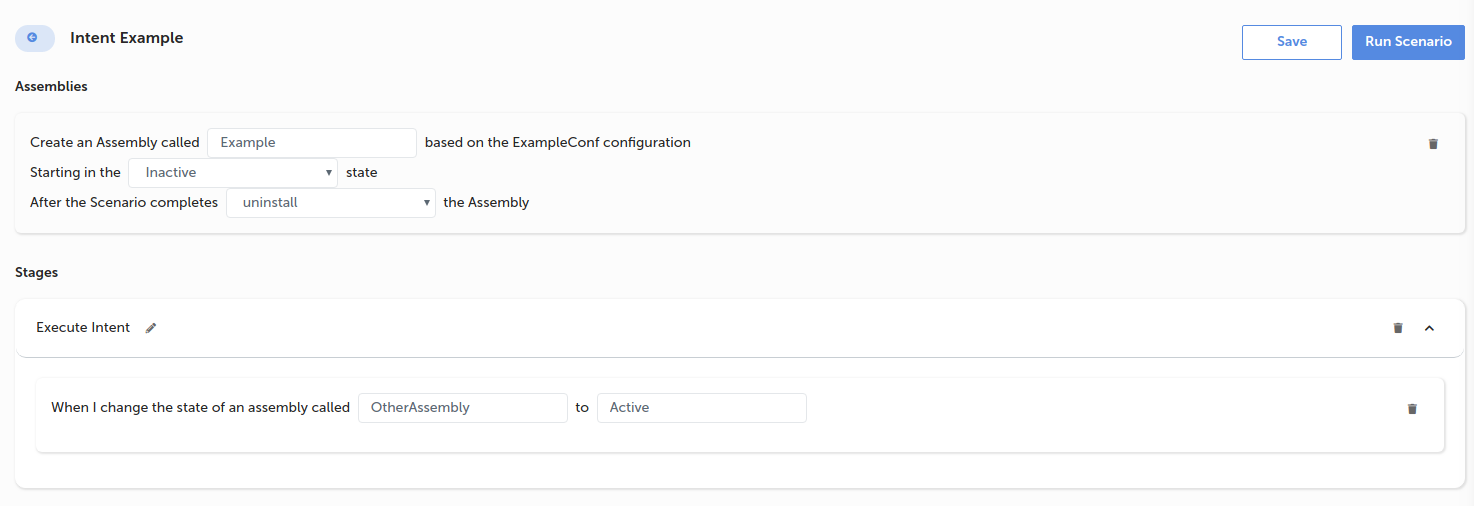 Intent Example
Save
Run Scenario
Assemblies
Create an Assembly called Example based on the ExampleConf configuration
Starting in the Inactive state
After the Scenario completes uninstall the Assembly
Stages
Execute Intent
When I change the state of an assembly called OtherAssembly to Active